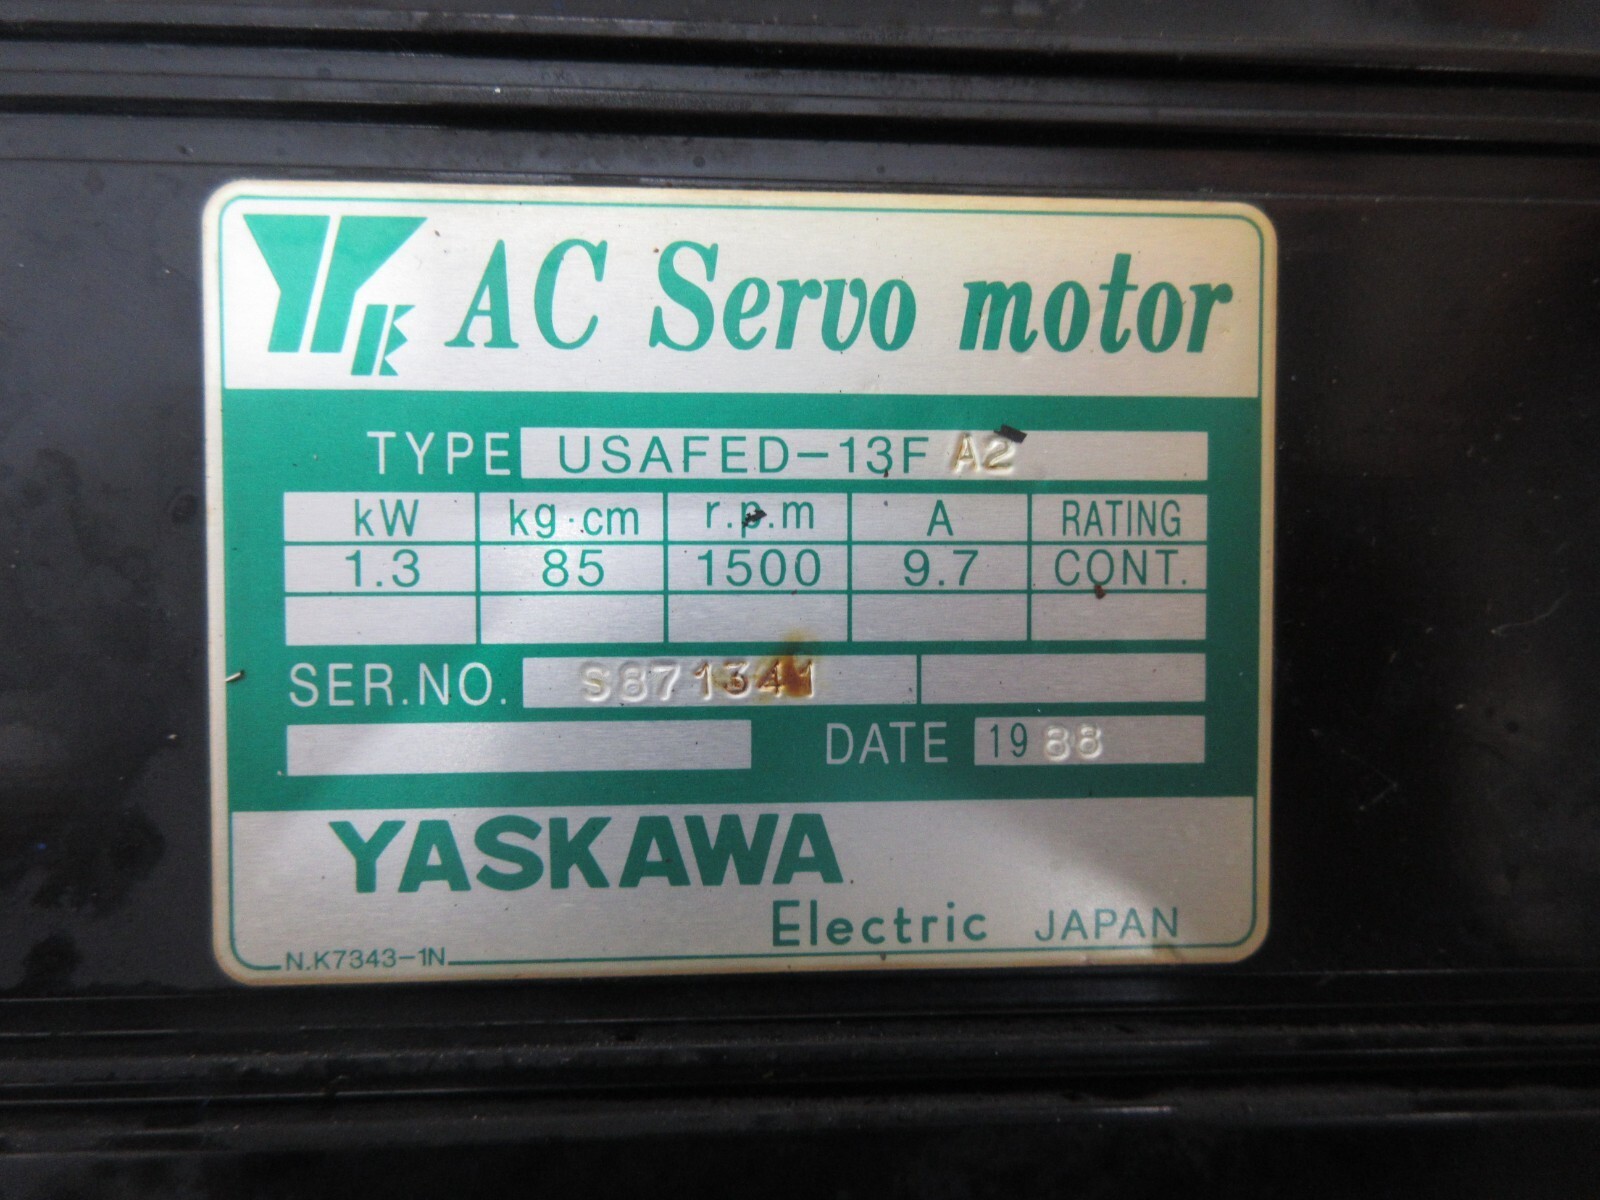 YK AC Servo motor
TYPE USAFED-13F A2
kW kg·cm r.p.m A RATING
1.3 85 1500 9.7 CONT.
SER.NO. S871341
DATE 1988
YASKAWA
Electric JAPAN
N.K7343-1N